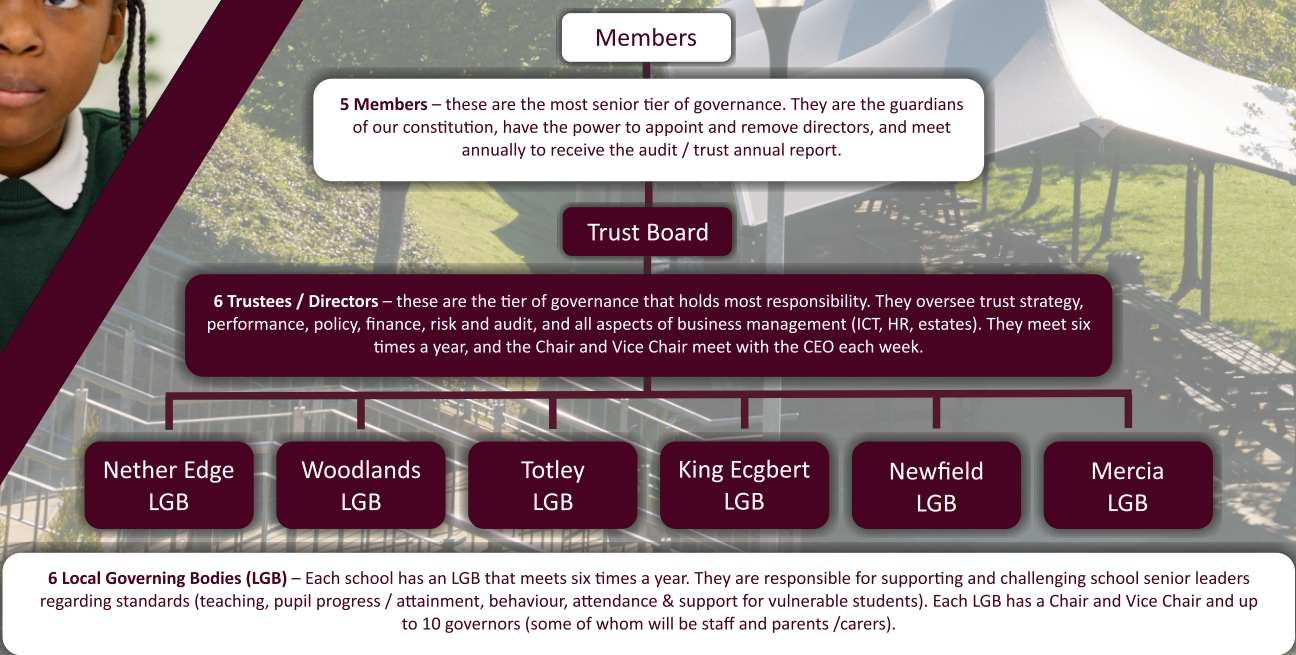 Members
5 Members – these are the most senior tier of governance. They are the guardians
of our constitution, have the power to appoint and remove directors, and meet
annually to receive the audit / trust annual report.
Trust Board
6 Trustees / Directors – these are the tier of governance that holds most responsibility. They oversee trust strategy,
performance, policy, finance, risk and audit, and all aspects of business management (ICT, HR, estates). They meet six
times a year, and the Chair and Vice Chair meet with the CEO each week.
Nether Edge
LGB
Woodlands
LGB
Totley
LGB
King Ecgbert
LGB
Newfield
LGB
Mercia
LGB
6 Local Governing Bodies (LGB) – Each school has an LGB that meets six times a year. They are responsible for supporting and challenging school senior leaders
regarding standards (teaching, pupil progress / attainment, behaviour, attendance & support for vulnerable students). Each LGB has a Chair and Vice Chair and up
to 10 governors (some of whom will be staff and parents /carers).